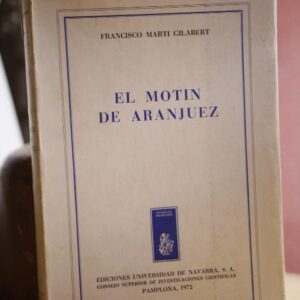 FRANCISCO MARTI GILABERT
EL MOTIN
DE ARANJUEZ
EDICIONES UNIVERSIDAD DE NAVARRA, S. A.
CONSEJO SUPERIOR DE INVESTIGACIONES CIENTIFICAS
PAMPLONA, 1972